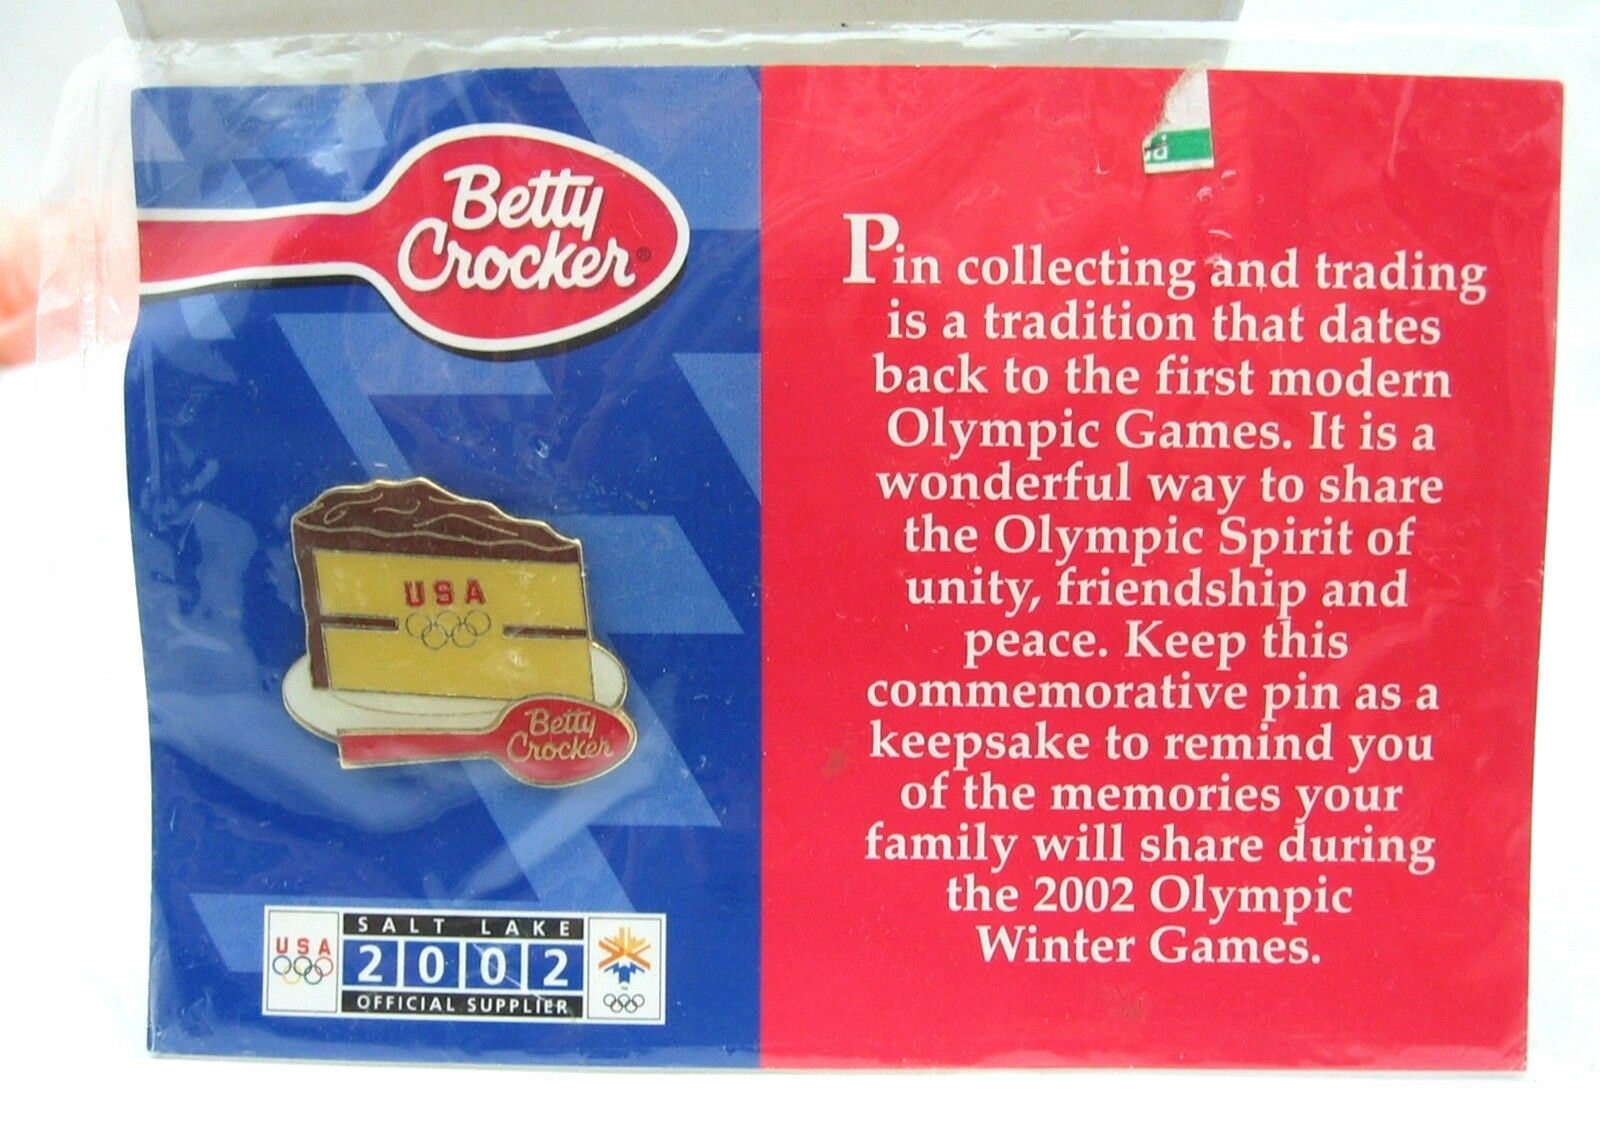 Betty
Crocker®
USA
Betty
Crocker
USA
SALT LAKE
2002
OFFICIAL SUPPLIER
Pin collecting and trading
is a tradition that dates
back to the first modern
Olympic Games. It is a
wonderful way to share
the Olympic Spirit of
unity, friendship and
peace. Keep this
commemorative pin as a
keepsake to remind you
of the memories your
family will share during
the 2002 Olympic
Winter Games.